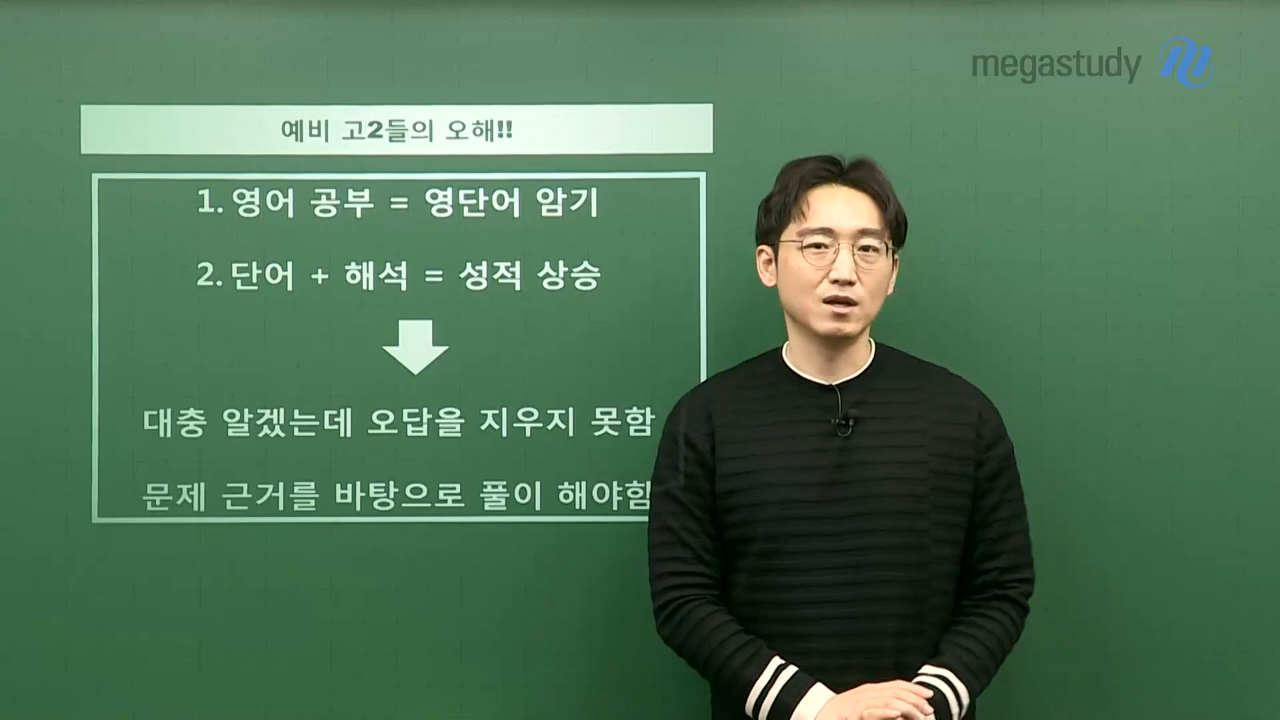 megastudy
예비 고2들의 오해!!
1. 영어 공부 = 영단어 암기
2. 단어 + 해석 = 성적 상승
대충 알겠는데 오답을 지우지 못함
문제 근거를 바탕으로 풀이 해야함